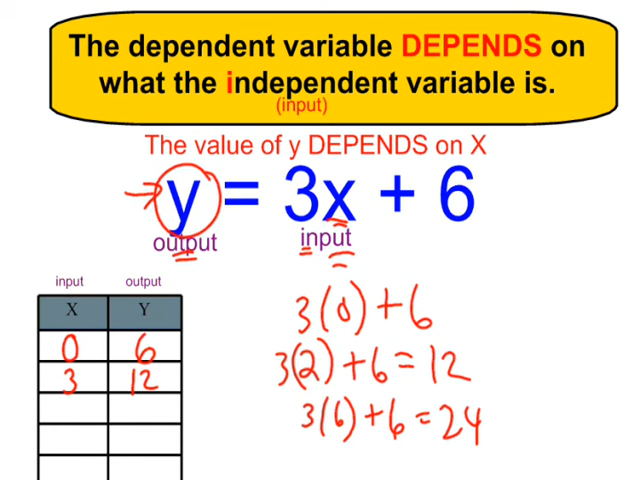 The dependent variable DEPENDS on
what the independent variable is.
(input)
The value of y DEPENDS on X
y = 3x + 6
output input
input output
X Y
0 6
3 12
3(0)+6
3(2)+6=12
3(6)+6=24